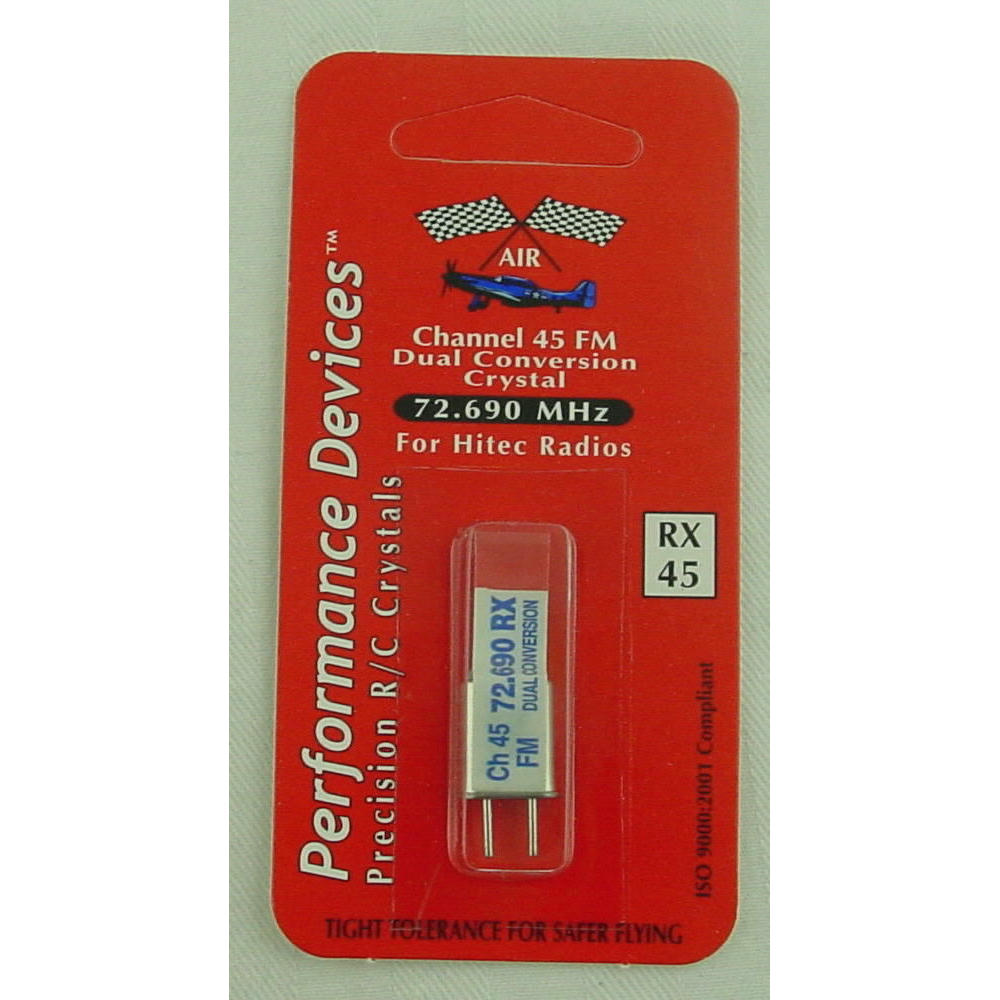 AIR
Channel 45 FM
Dual Conversion
Crystal
72.690 MHz
For Hitec Radios
Performance Devices™
Precision R/C Crystals
RX
45
Ch 45 72.690 RX
FM DUAL CONVERSION
ISO 9000:2001 Compliant
TIGHT TOLERANCE FOR SAFER FLYING